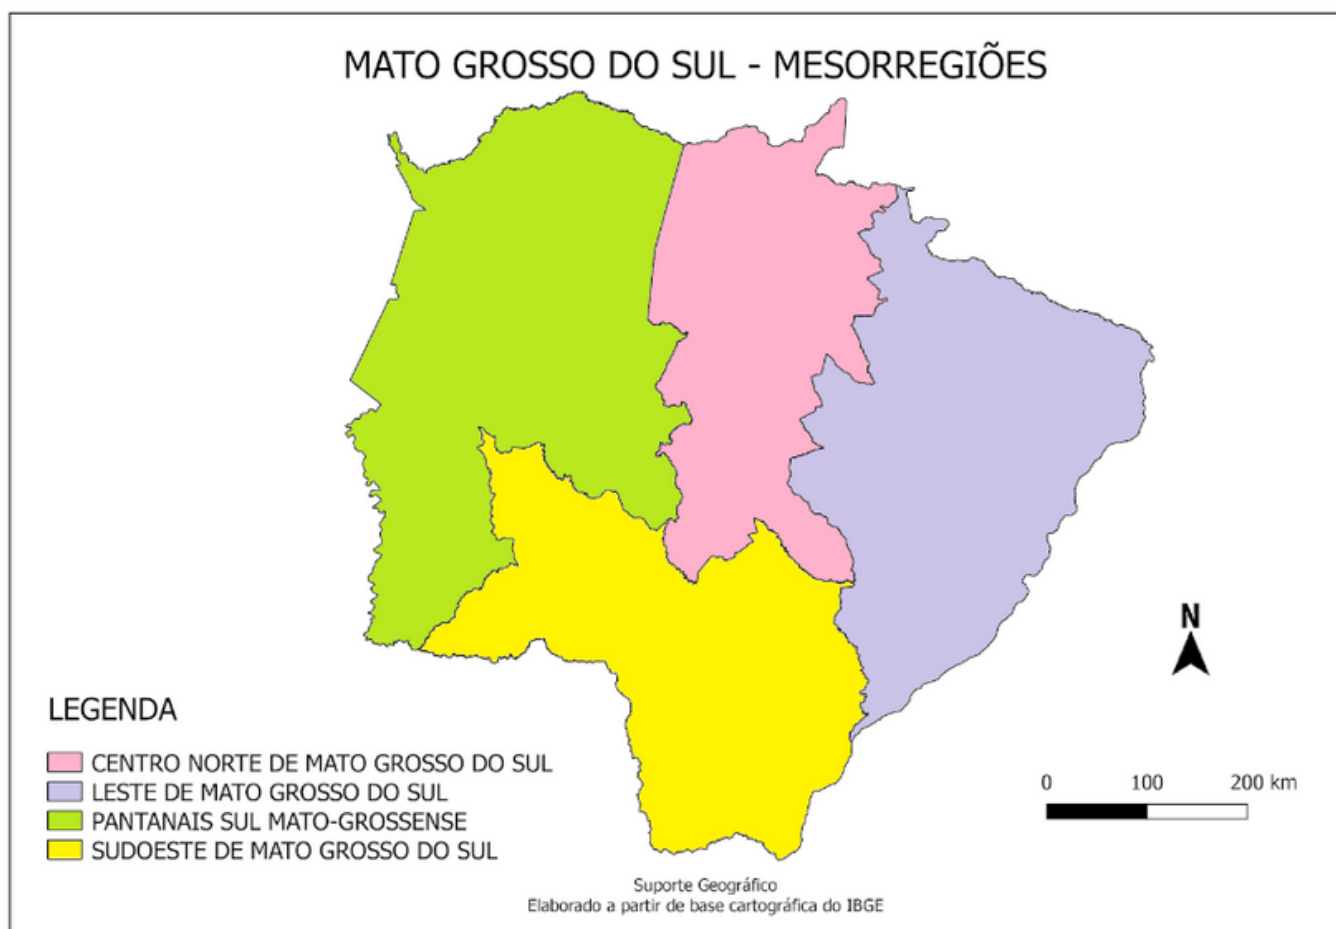 MATO GROSSO DO SUL - MESORREGIÕES
N
LEGENDA
CENTRO NORTE DE MATO GROSSO DO SUL
LESTE DE MATO GROSSO DO SUL
PANTANAIS SUL MATO-GROSSENSE
SUDOESTE DE MATO GROSSO DO SUL
0 100 200 km
Suporte Geográfico
Elaborado a partir de base cartográfica do IBGE